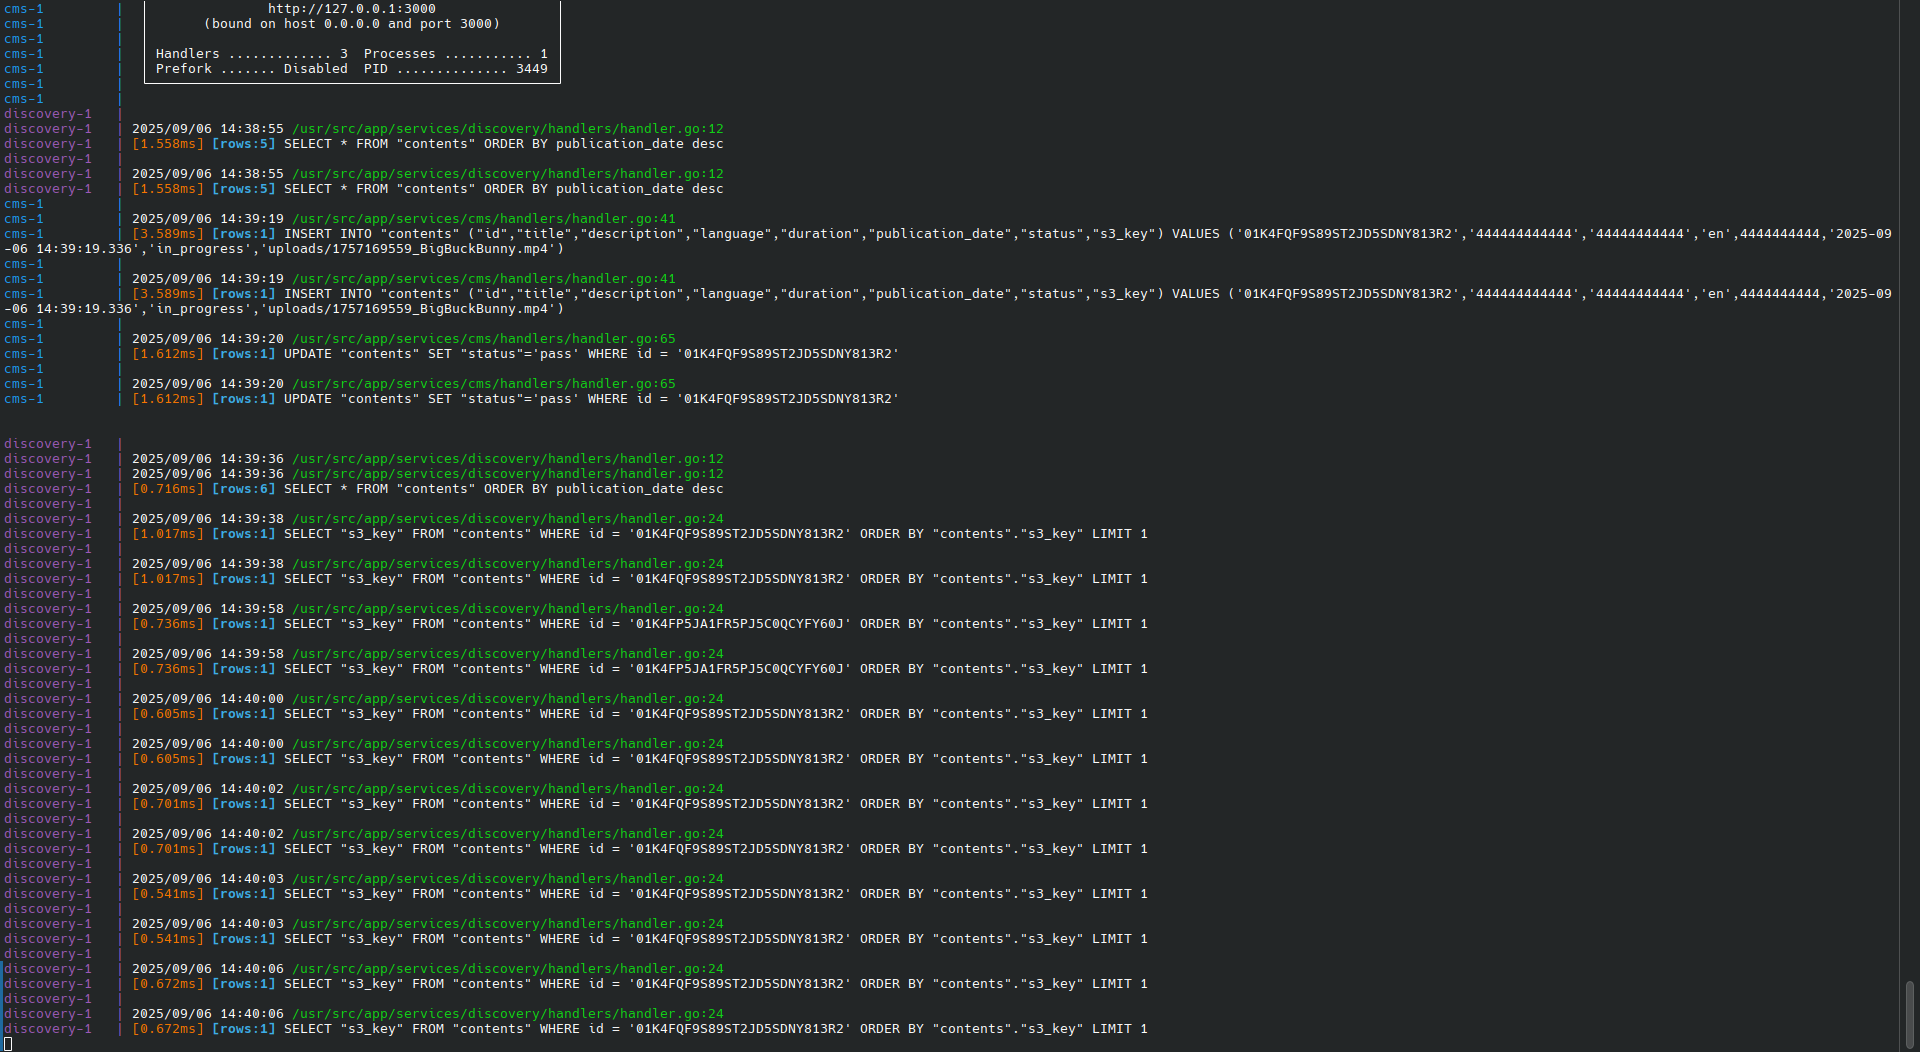 cms-1         |  │               http://127.0.0.1:3000               │
cms-1         |  │       (bound on host 0.0.0.0 and port 3000)       │
cms-1         |  │                                                   │
cms-1         |  │ Handlers ............. 3  Processes ........... 1 │
cms-1         |  │ Prefork ....... Disabled  PID .............. 3449 │
cms-1         |  └───────────────────────────────────────────────────┘
cms-1         |
discovery-1   |
discovery-1   | 2025/09/06 14:38:55 /usr/src/app/services/discovery/handlers/handler.go:12
discovery-1   | [1.558ms] [rows:5] SELECT * FROM "contents" ORDER BY publication_date desc
discovery-1   |
discovery-1   | 2025/09/06 14:38:55 /usr/src/app/services/discovery/handlers/handler.go:12
discovery-1   | [1.558ms] [rows:5] SELECT * FROM "contents" ORDER BY publication_date desc
cms-1         |
cms-1         | 2025/09/06 14:39:19 /usr/src/app/services/cms/handlers/handler.go:41
cms-1         | [3.589ms] [rows:1] INSERT INTO "contents" ("id","title","description","language","duration","publication_date","status","s3_key") VALUES ('01K4FQF9S89ST2JD5SDNY813R2','444444444444','44444444444','en',4444444444,'2025-09
-06 14:39:19.336','in_progress','uploads/1757169559_BigBuckBunny.mp4')
cms-1         |
cms-1         | 2025/09/06 14:39:19 /usr/src/app/services/cms/handlers/handler.go:41
cms-1         | [3.589ms] [rows:1] INSERT INTO "contents" ("id","title","description","language","duration","publication_date","status","s3_key") VALUES ('01K4FQF9S89ST2JD5SDNY813R2','444444444444','44444444444','en',4444444444,'2025-09
-06 14:39:19.336','in_progress','uploads/1757169559_BigBuckBunny.mp4')
cms-1         |
cms-1         | 2025/09/06 14:39:20 /usr/src/app/services/cms/handlers/handler.go:65
cms-1         | [1.612ms] [rows:1] UPDATE "contents" SET "status"='pass' WHERE id = '01K4FQF9S89ST2JD5SDNY813R2'
cms-1         |
cms-1         | 2025/09/06 14:39:20 /usr/src/app/services/cms/handlers/handler.go:65
cms-1         | [1.612ms] [rows:1] UPDATE "contents" SET "status"='pass' WHERE id = '01K4FQF9S89ST2JD5SDNY813R2'
discovery-1   |
discovery-1   | 2025/09/06 14:39:36 /usr/src/app/services/discovery/handlers/handler.go:12
discovery-1   | 2025/09/06 14:39:36 /usr/src/app/services/discovery/handlers/handler.go:12
discovery-1   | [0.716ms] [rows:6] SELECT * FROM "contents" ORDER BY publication_date desc
discovery-1   |
discovery-1   | 2025/09/06 14:39:38 /usr/src/app/services/discovery/handlers/handler.go:24
discovery-1   | [1.017ms] [rows:1] SELECT "s3_key" FROM "contents" WHERE id = '01K4FQF9S89ST2JD5SDNY813R2' ORDER BY "contents"."s3_key" LIMIT 1
discovery-1   |
discovery-1   | 2025/09/06 14:39:38 /usr/src/app/services/discovery/handlers/handler.go:24
discovery-1   | [1.017ms] [rows:1] SELECT "s3_key" FROM "contents" WHERE id = '01K4FQF9S89ST2JD5SDNY813R2' ORDER BY "contents"."s3_key" LIMIT 1
discovery-1   |
discovery-1   | 2025/09/06 14:39:58 /usr/src/app/services/discovery/handlers/handler.go:24
discovery-1   | [0.736ms] [rows:1] SELECT "s3_key" FROM "contents" WHERE id = '01K4FP5JA1FR5PJ5C0QCYFY60J' ORDER BY "contents"."s3_key" LIMIT 1
discovery-1   |
discovery-1   | 2025/09/06 14:39:58 /usr/src/app/services/discovery/handlers/handler.go:24
discovery-1   | [0.736ms] [rows:1] SELECT "s3_key" FROM "contents" WHERE id = '01K4FP5JA1FR5PJ5C0QCYFY60J' ORDER BY "contents"."s3_key" LIMIT 1
discovery-1   |
discovery-1   | 2025/09/06 14:40:00 /usr/src/app/services/discovery/handlers/handler.go:24
discovery-1   | [0.605ms] [rows:1] SELECT "s3_key" FROM "contents" WHERE id = '01K4FQF9S89ST2JD5SDNY813R2' ORDER BY "contents"."s3_key" LIMIT 1
discovery-1   |
discovery-1   | 2025/09/06 14:40:00 /usr/src/app/services/discovery/handlers/handler.go:24
discovery-1   | [0.605ms] [rows:1] SELECT "s3_key" FROM "contents" WHERE id = '01K4FQF9S89ST2JD5SDNY813R2' ORDER BY "contents"."s3_key" LIMIT 1
discovery-1   |
discovery-1   | 2025/09/06 14:40:02 /usr/src/app/services/discovery/handlers/handler.go:24
discovery-1   | [0.701ms] [rows:1] SELECT "s3_key" FROM "contents" WHERE id = '01K4FQF9S89ST2JD5SDNY813R2' ORDER BY "contents"."s3_key" LIMIT 1
discovery-1   |
discovery-1   | 2025/09/06 14:40:02 /usr/src/app/services/discovery/handlers/handler.go:24
discovery-1   | [0.701ms] [rows:1] SELECT "s3_key" FROM "contents" WHERE id = '01K4FQF9S89ST2JD5SDNY813R2' ORDER BY "contents"."s3_key" LIMIT 1
discovery-1   |
discovery-1   | 2025/09/06 14:40:03 /usr/src/app/services/discovery/handlers/handler.go:24
discovery-1   | [0.541ms] [rows:1] SELECT "s3_key" FROM "contents" WHERE id = '01K4FQF9S89ST2JD5SDNY813R2' ORDER BY "contents"."s3_key" LIMIT 1
discovery-1   |
discovery-1   | 2025/09/06 14:40:03 /usr/src/app/services/discovery/handlers/handler.go:24
discovery-1   | [0.541ms] [rows:1] SELECT "s3_key" FROM "contents" WHERE id = '01K4FQF9S89ST2JD5SDNY813R2' ORDER BY "contents"."s3_key" LIMIT 1
discovery-1   |
discovery-1   | 2025/09/06 14:40:06 /usr/src/app/services/discovery/handlers/handler.go:24
discovery-1   | [0.672ms] [rows:1] SELECT "s3_key" FROM "contents" WHERE id = '01K4FQF9S89ST2JD5SDNY813R2' ORDER BY "contents"."s3_key" LIMIT 1
discovery-1   |
discovery-1   | 2025/09/06 14:40:06 /usr/src/app/services/discovery/handlers/handler.go:24
discovery-1   | [0.672ms] [rows:1] SELECT "s3_key" FROM "contents" WHERE id = '01K4FQF9S89ST2JD5SDNY813R2' ORDER BY "contents"."s3_key" LIMIT 1